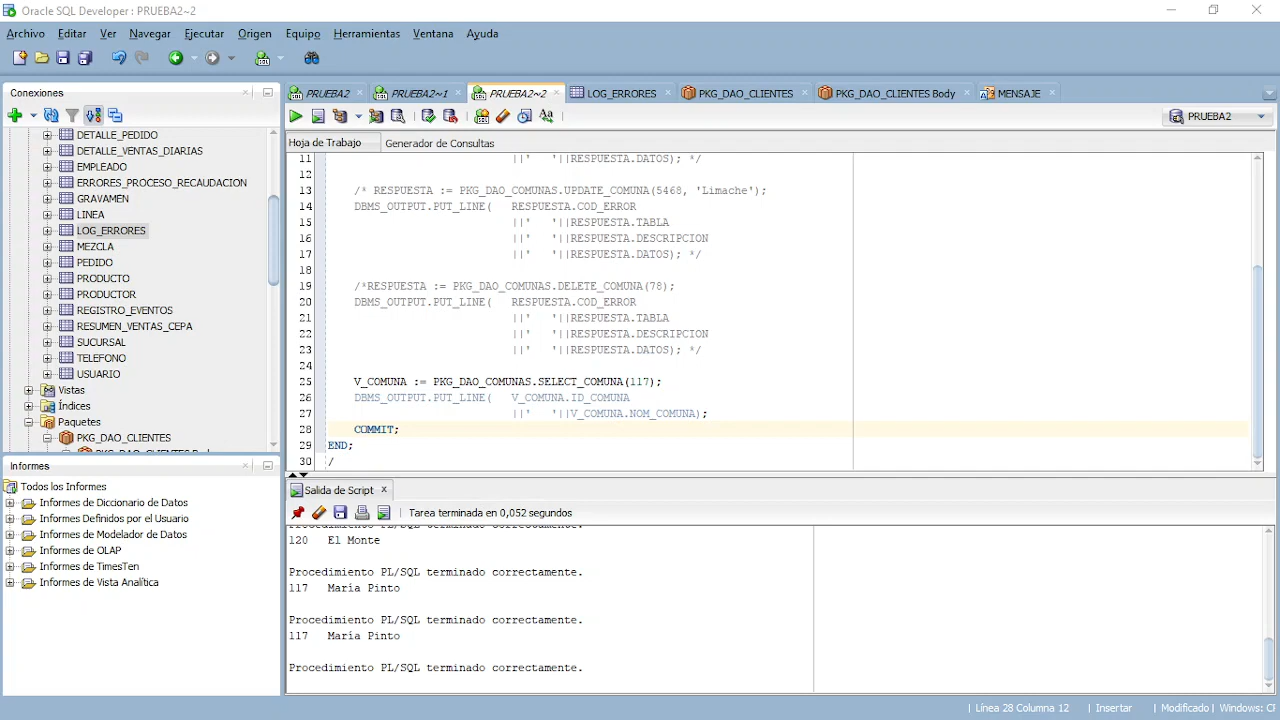 Oracle SQL Developer : PRUEBA2~2
Archivo Editar Ver Navegar Ejecutar Origen Equipo Herramientas Ventana Ayuda
Conexiones
DETALLE_PEDIDO
DETALLE_VENTAS_DIARIAS
EMPLEADO
ERRORES_PROCESO_RECAUDACION
GRAVAMEN
LINEA
LOG_ERRORES
MEZCLA
PEDIDO
PRODUCTO
PRODUCTOR
REGISTRO_EVENTOS
RESUMEN_VENTAS_CEPA
SUCURSAL
TELEFONO
USUARIO
Vistas
Índices
Paquetes
PKG_DAO_CLIENTES
Informes
Todos los Informes
Informes de Diccionario de Datos
Informes Definidos por el Usuario
Informes de Modelador de Datos
Informes de OLAP
Informes de TimesTen
Informes de Vista Analítica
PRUEBA2 PRUEBA2~1 PRUEBA2~2 LOG_ERRORES PKG_DAO_CLIENTES PKG_DAO_CLIENTES Body MENSAJE
PRUEBA2
Hoja de Trabajo Generador de Consultas
11 ||' '||RESPUESTA.DATOS); */
12
13 /* RESPUESTA := PKG_DAO_COMUNAS.UPDATE_COMUNA(5468, 'Limache');
14 DBMS_OUTPUT.PUT_LINE( RESPUESTA.COD_ERROR
15 ||' '||RESPUESTA.TABLA
16 ||' '||RESPUESTA.DESCRIPCION
17 ||' '||RESPUESTA.DATOS); */
18
19 /*RESPUESTA := PKG_DAO_COMUNAS.DELETE_COMUNA(78);
20 DBMS_OUTPUT.PUT_LINE( RESPUESTA.COD_ERROR
21 ||' '||RESPUESTA.TABLA
22 ||' '||RESPUESTA.DESCRIPCION
23 ||' '||RESPUESTA.DATOS); */
24
25 V_COMUNA := PKG_DAO_COMUNAS.SELECT_COMUNA(117);
26 DBMS_OUTPUT.PUT_LINE( V_COMUNA.ID_COMUNA
27 ||' '||V_COMUNA.NOM_COMUNA);
28 COMMIT;
29 END;
30 /
Salida de Script
Tarea terminada en 0,052 segundos
120 El Monte
Procedimiento PL/SQL terminado correctamente.
117 María Pinto
Procedimiento PL/SQL terminado correctamente.
117 María Pinto
Procedimiento PL/SQL terminado correctamente.
Línea 28 Columna 12 Insertar Modificado Windows: CF